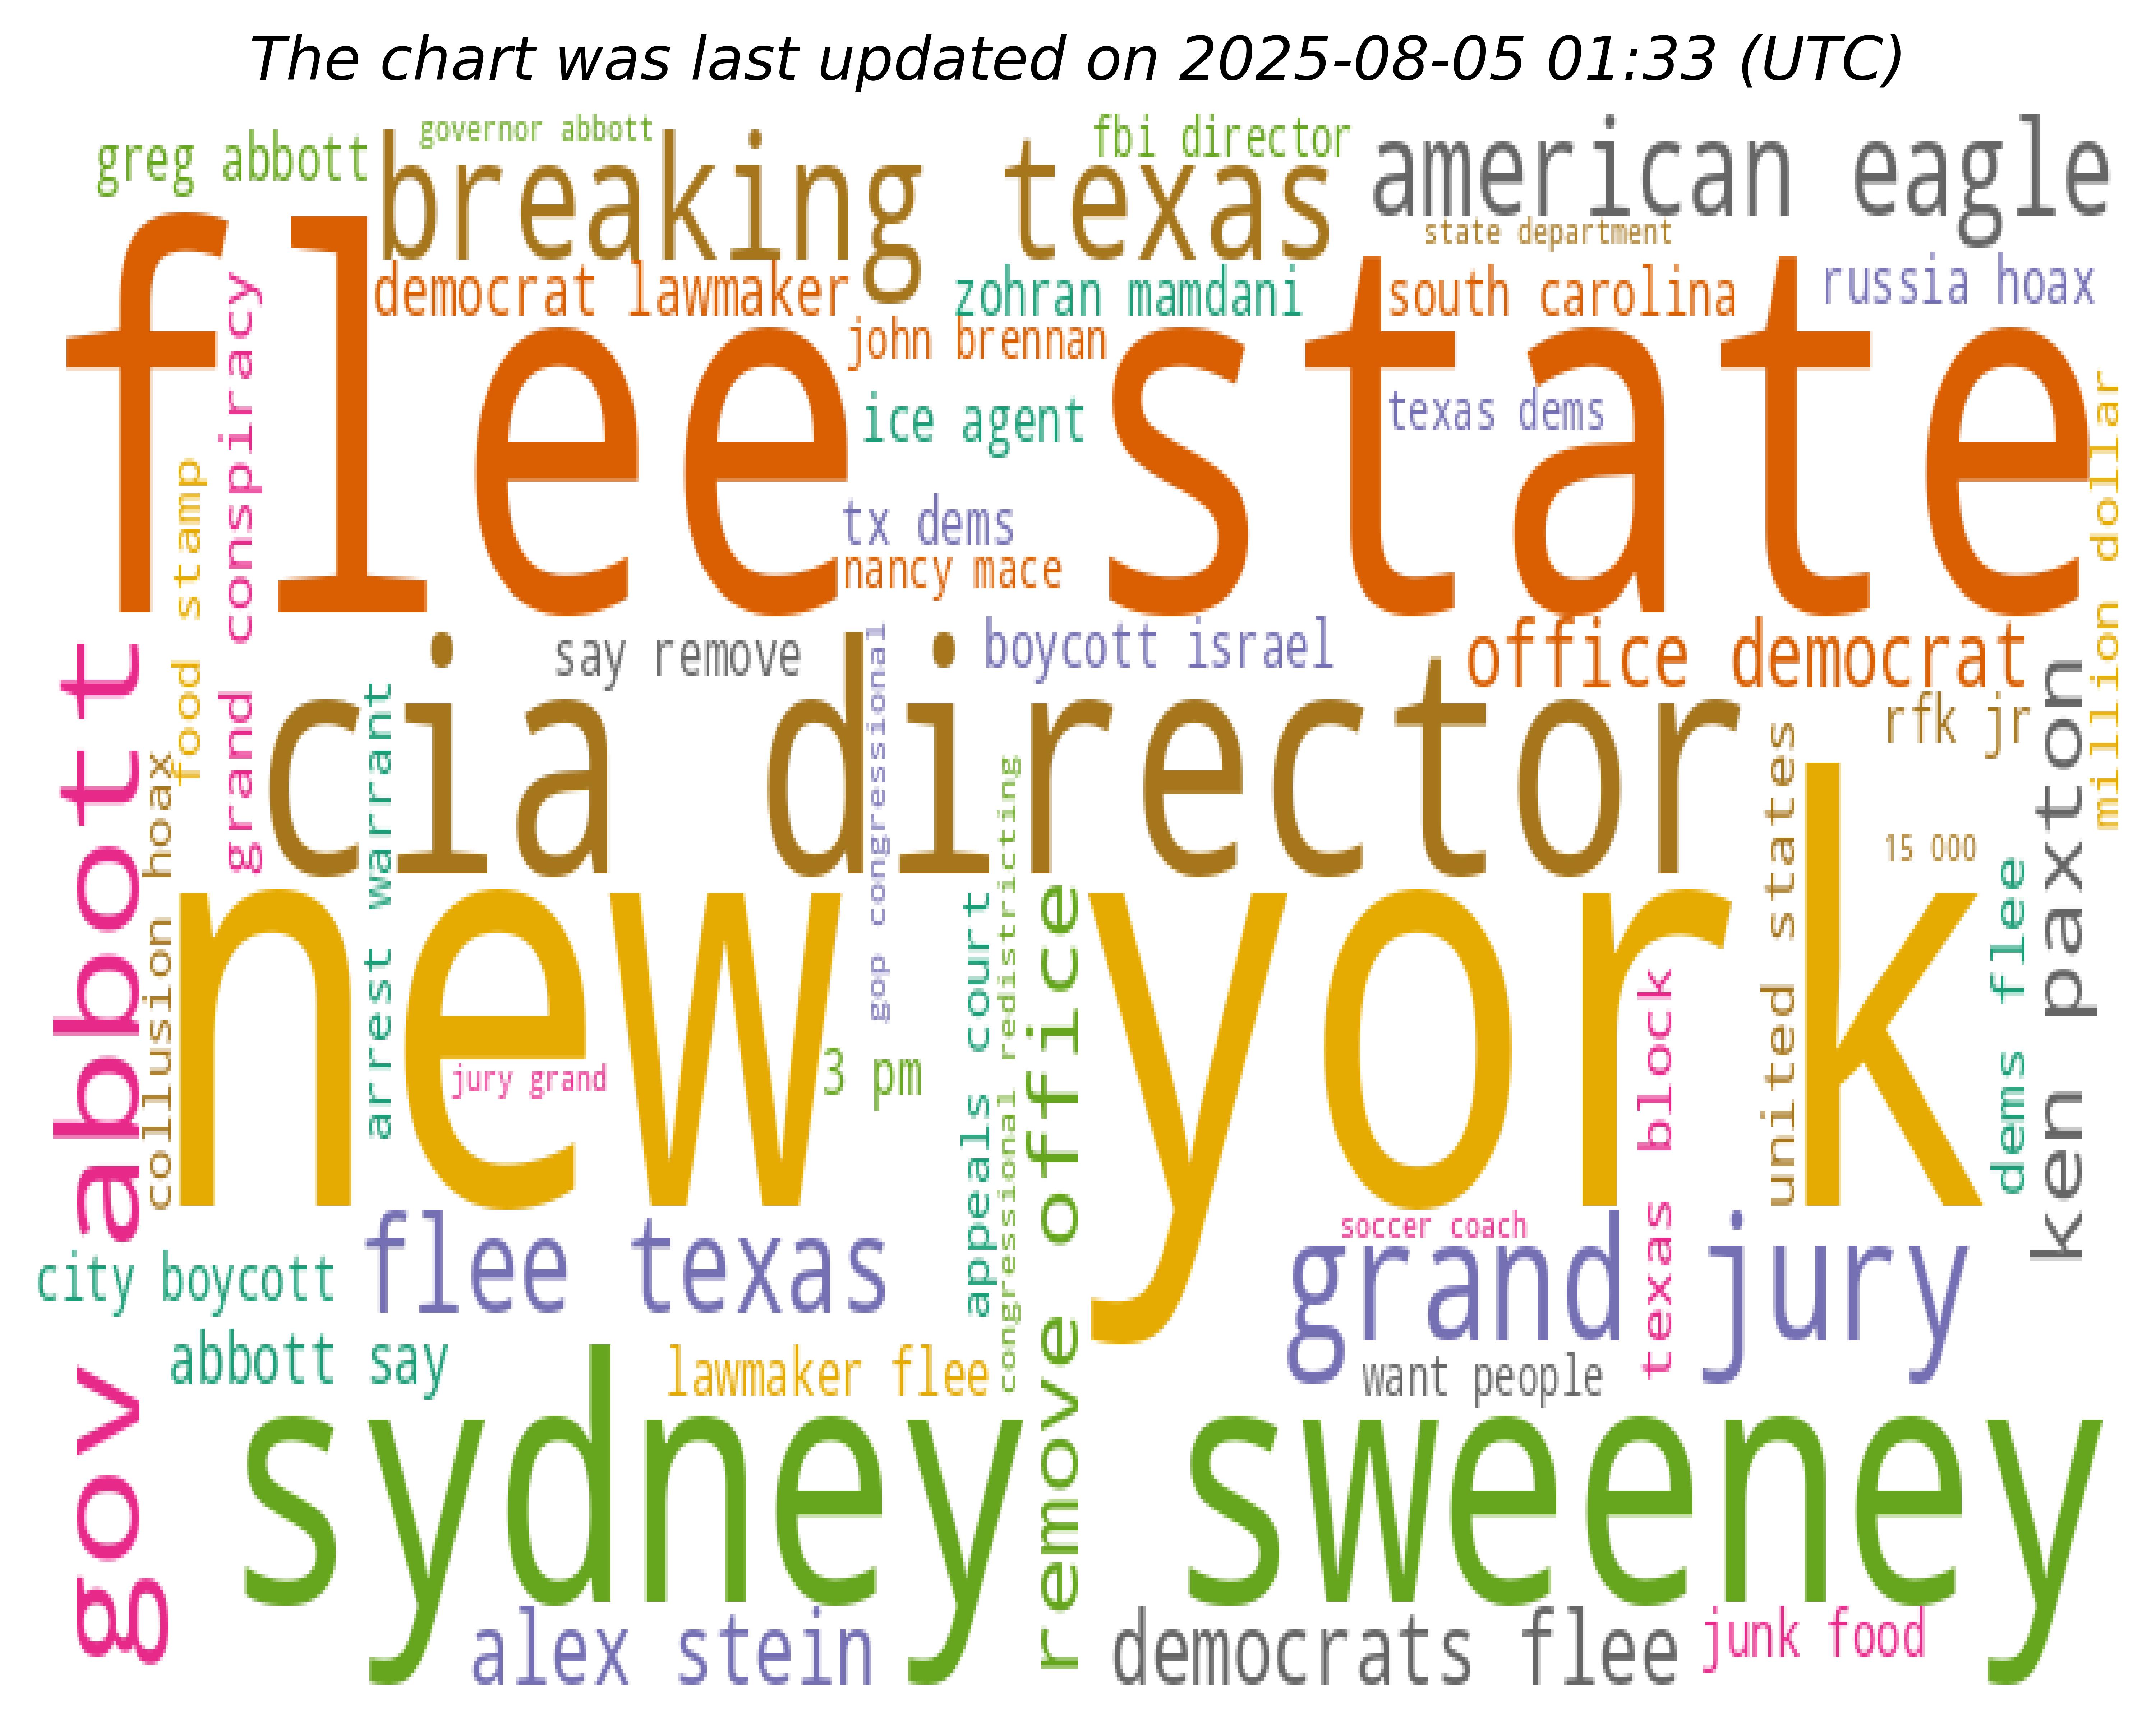 The chart was last updated on 2025-08-05 01:33 (UTC)
governor abbott
greg abbott
fbi director
breaking texas
american eagle
state department
democrat lawmaker
zohran mamdani
south carolina
russia hoax
john brennan
flee state
ice agent
texas dems
tx dems
nancy mace
grand conspiracy
food stamp
million dollar
say remove
boycott israel
office democrat
gop congressional
cia director
rfk jr
ken paxton
gov abbott
collusion hoax
arrest warrant
15 000
united states
dems flee
new york
jury grand
3 pm
appeals court
congressional redistricting
remove office
texas block
soccer coach
city boycott
flee texas
grand jury
abbott say
lawmaker flee
want people
sydney sweeney
alex stein
democrats flee
junk food